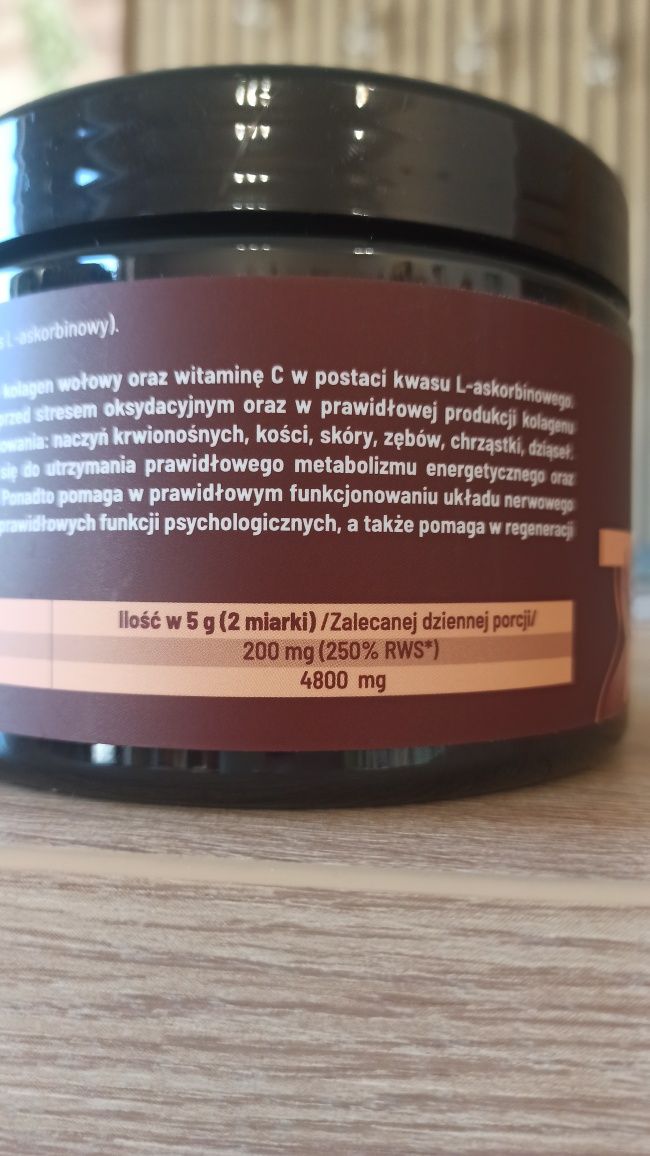 L-askorbinowy).
kolagen wołowy oraz witaminę C w postaci kwasu L-askorbinowego.
przed stresem oksydacyjnym oraz w prawidłowej produkcji kolagenu
owania: naczyń krwionośnych, kości, skóry, zębów, chrząstki, dziąseł.
się do utrzymania prawidłowego metabolizmu energetycznego oraz
Ponadto pomaga w prawidłowym funkcjonowaniu układu nerwowego
prawidłowych funkcji psychologicznych, a także pomaga w regeneracji
Ilość w 5 g (2 miarki) /Zalecanej dziennej porcji/
200 mg (250% RWS*)
4800 mg